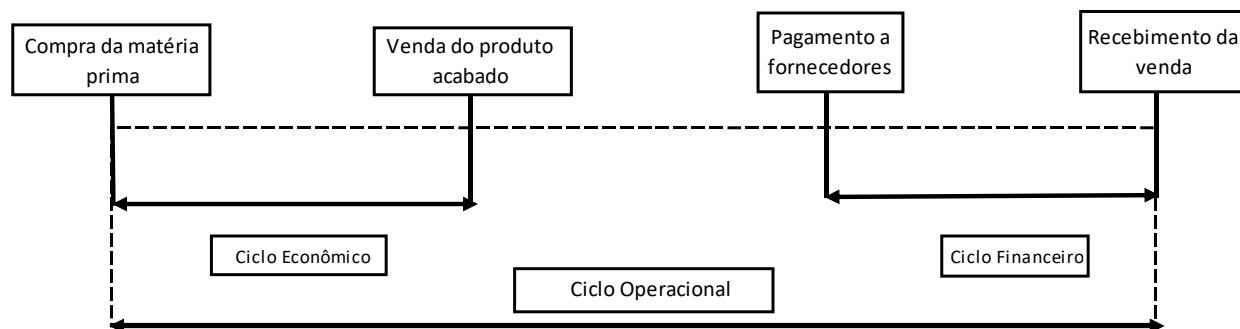 Compra da matéria
prima
Venda do produto
acabado
Pagamento a
fornecedores
Recebimento da
venda
Ciclo Econômico
Ciclo Financeiro
Ciclo Operacional